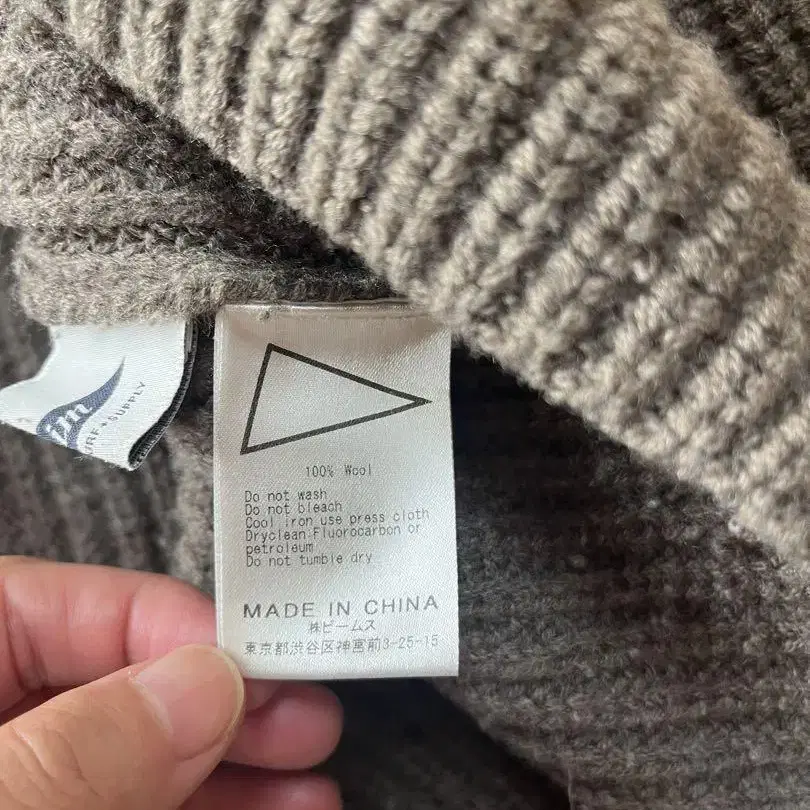 SURF + SUPPLY
100% Wool
Do not wash
Do not bleach
Cool iron use press cloth
Dryclean Fluorocarbon or
petroleum
Do not tumble dry
MADE IN CHINA
㈱ビームス
東京都渋谷区神宮前3-25-15